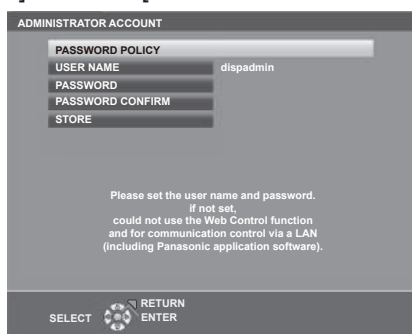 ADMINISTRATOR ACCOUNT
PASSWORD POLICY
USER NAME dispadmin
PASSWORD
PASSWORD CONFIRM
STORE
Please set the user name and password.
if not set,
could not use the Web Control function
and for communication control via a LAN
(including Panasonic application software).
RETURN
SELECT ENTER